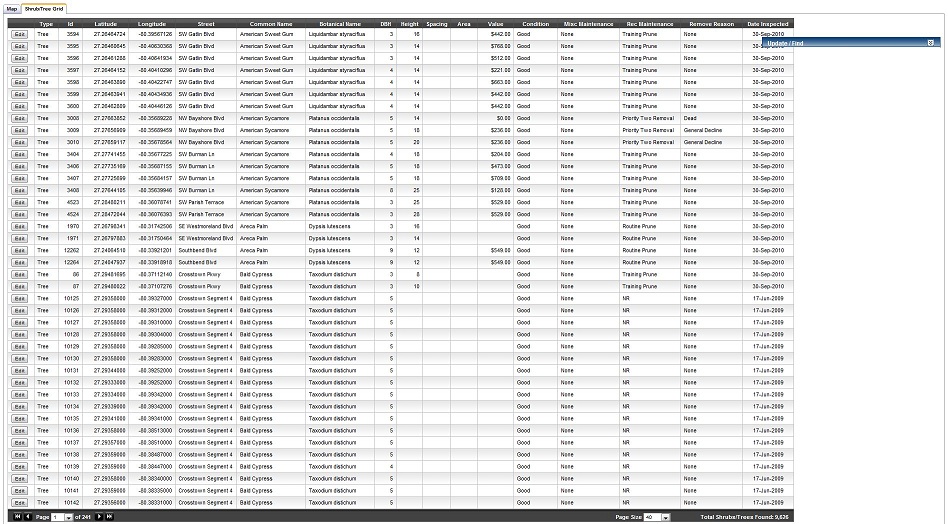 Map Shrub/Tree Grid
Type Id Latitude Longitude Street Common Name Botanical Name DBH Height Spacing Area Value Condition Misc Maintenance Rec Maintenance Remove Reason Date Inspected
Update / Find
Edit Tree 3594 27.26464724 -80.39567126 SW Gatlin Blvd American Sweet Gum Liquidambar styraciflua 3 16 $442.00 Good None Training Prune None 30-Sep-2010
Edit Tree 3595 27.26460645 -80.40630368 SW Gatlin Blvd American Sweet Gum Liquidambar styraciflua 3 14 $768.00 Good None Training Prune None 30-Sep-2010
Edit Tree 3596 27.26461268 -80.40641934 SW Gatlin Blvd American Sweet Gum Liquidambar styraciflua 3 14 $512.00 Good None Training Prune None 30-Sep-2010
Edit Tree 3597 27.26464152 -80.40410296 SW Gatlin Blvd American Sweet Gum Liquidambar styraciflua 4 14 $221.00 Good None Training Prune None 30-Sep-2010
Edit Tree 3598 27.26463898 -80.40422747 SW Gatlin Blvd American Sweet Gum Liquidambar styraciflua 4 14 $663.00 Good None Training Prune None 30-Sep-2010
Edit Tree 3599 27.26463941 -80.40434936 SW Gatlin Blvd American Sweet Gum Liquidambar styraciflua 4 14 $442.00 Good None Training Prune None 30-Sep-2010
Edit Tree 3600 27.26462809 -80.40446126 SW Gatlin Blvd American Sweet Gum Liquidambar styraciflua 4 14 $442.00 Good None Training Prune None 30-Sep-2010
Edit Tree 3008 27.27663852 -80.35689228 NW Bayshore Blvd American Sycamore Platanus occidentalis 5 14 $0.00 Good None Priority Two Removal Dead 30-Sep-2010
Edit Tree 3009 27.27656909 -80.35689459 NW Bayshore Blvd American Sycamore Platanus occidentalis 5 18 $236.00 Good None Priority Two Removal General Decline 30-Sep-2010
Edit Tree 3010 27.27659117 -80.35678564 NW Bayshore Blvd American Sycamore Platanus occidentalis 5 20 $236.00 Good None Priority Two Removal General Decline 30-Sep-2010
Edit Tree 3404 27.27741455 -80.35677225 SW Burman Ln American Sycamore Platanus occidentalis 4 18 $204.00 Good None Training Prune None 30-Sep-2010
Edit Tree 3406 27.27735169 -80.35687155 SW Burman Ln American Sycamore Platanus occidentalis 5 18 $473.00 Good None Training Prune None 30-Sep-2010
Edit Tree 3407 27.27725699 -80.35684157 SW Burman Ln American Sycamore Platanus occidentalis 5 18 $709.00 Good None Training Prune None 30-Sep-2010
Edit Tree 3408 27.27644185 -80.35639946 SW Burman Ln American Sycamore Platanus occidentalis 8 25 $128.00 Good None Training Prune None 30-Sep-2010
Edit Tree 4523 27.28480211 -80.36078741 SW Parish Terrace American Sycamore Platanus occidentalis 3 25 $529.00 Good None Training Prune None 30-Sep-2010
Edit Tree 4524 27.28472044 -80.36076393 SW Parish Terrace American Sycamore Platanus occidentalis 3 28 $529.00 Good None Training Prune None 30-Sep-2010
Edit Tree 1970 27.26798341 -80.31742506 SE Westmoreland Blvd Areca Palm Dypsis lutescens 3 16 Good None Routine Prune None 30-Sep-2010
Edit Tree 1971 27.26797883 -80.31750464 SE Westmoreland Blvd Areca Palm Dypsis lutescens 3 14 Good None Routine Prune None 30-Sep-2010
Edit Tree 12262 27.24064510 -80.33921201 Southbend Blvd Areca Palm Dypsis lutescens 9 12 $549.00 Good None Routine Prune None 30-Sep-2010
Edit Tree 12264 27.24047937 -80.33918918 Southbend Blvd Areca Palm Dypsis lutescens 9 12 $549.00 Good None Routine Prune None 30-Sep-2010
Edit Tree 86 27.29481695 -80.37112140 Crosstown Pkwy Bald Cypress Taxodium distichum 3 8 Good None Training Prune None 30-Sep-2010
Edit Tree 87 27.29480022 -80.37107276 Crosstown Pkwy Bald Cypress Taxodium distichum 3 10 Good None Training Prune None 30-Sep-2010
Edit Tree 10125 27.29358000 -80.39327000 Crosstown Segment 4 Bald Cypress Taxodium distichum 5 Good None NR None 17-Jun-2009
Edit Tree 10126 27.29358000 -80.39312000 Crosstown Segment 4 Bald Cypress Taxodium distichum 5 Good None NR None 17-Jun-2009
Edit Tree 10127 27.29358000 -80.39310000 Crosstown Segment 4 Bald Cypress Taxodium distichum 5 Good None NR None 17-Jun-2009
Edit Tree 10128 27.29358000 -80.39304000 Crosstown Segment 4 Bald Cypress Taxodium distichum 5 Good None NR None 17-Jun-2009
Edit Tree 10129 27.29358000 -80.39285000 Crosstown Segment 4 Bald Cypress Taxodium distichum 5 Good None NR None 17-Jun-2009
Edit Tree 10130 27.29358000 -80.39283000 Crosstown Segment 4 Bald Cypress Taxodium distichum 5 Good None NR None 17-Jun-2009
Edit Tree 10131 27.29344000 -80.39252000 Crosstown Segment 4 Bald Cypress Taxodium distichum 5 Good None NR None 17-Jun-2009
Edit Tree 10132 27.29333000 -80.39252000 Crosstown Segment 4 Bald Cypress Taxodium distichum 5 Good None NR None 17-Jun-2009
Edit Tree 10133 27.29334000 -80.39342000 Crosstown Segment 4 Bald Cypress Taxodium distichum 5 Good None NR None 17-Jun-2009
Edit Tree 10134 27.29339000 -80.39342000 Crosstown Segment 4 Bald Cypress Taxodium distichum 5 Good None NR None 17-Jun-2009
Edit Tree 10135 27.29341000 -80.39341000 Crosstown Segment 4 Bald Cypress Taxodium distichum 5 Good None NR None 17-Jun-2009
Edit Tree 10136 27.29358000 -80.38513000 Crosstown Segment 4 Bald Cypress Taxodium distichum 5 Good None NR None 17-Jun-2009
Edit Tree 10137 27.29357000 -80.38510000 Crosstown Segment 4 Bald Cypress Taxodium distichum 5 Good None NR None 17-Jun-2009
Edit Tree 10138 27.29359000 -80.38487000 Crosstown Segment 4 Bald Cypress Taxodium distichum 5 Good None NR None 17-Jun-2009
Edit Tree 10139 27.29358000 -80.38447000 Crosstown Segment 4 Bald Cypress Taxodium distichum 4 Good None NR None 17-Jun-2009
Edit Tree 10140 27.29358000 -80.38340000 Crosstown Segment 4 Bald Cypress Taxodium distichum 5 Good None NR None 17-Jun-2009
Edit Tree 10141 27.29359000 -80.38335000 Crosstown Segment 4 Bald Cypress Taxodium distichum 5 Good None NR None 17-Jun-2009
Edit Tree 10142 27.29356000 -80.38331000 Crosstown Segment 4 Bald Cypress Taxodium distichum 5 Good None NR None 17-Jun-2009
Page 1 of 241 Page Size 40 Total Shrubs/Trees Found: 9,626